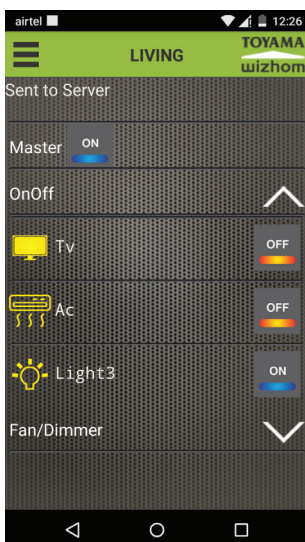 airtel 12:26
LIVING
TOYAMA
wizhom
Sent to Server
Master ON
OnOff
Tv OFF
Ac OFF
Light3 ON
Fan/Dimmer